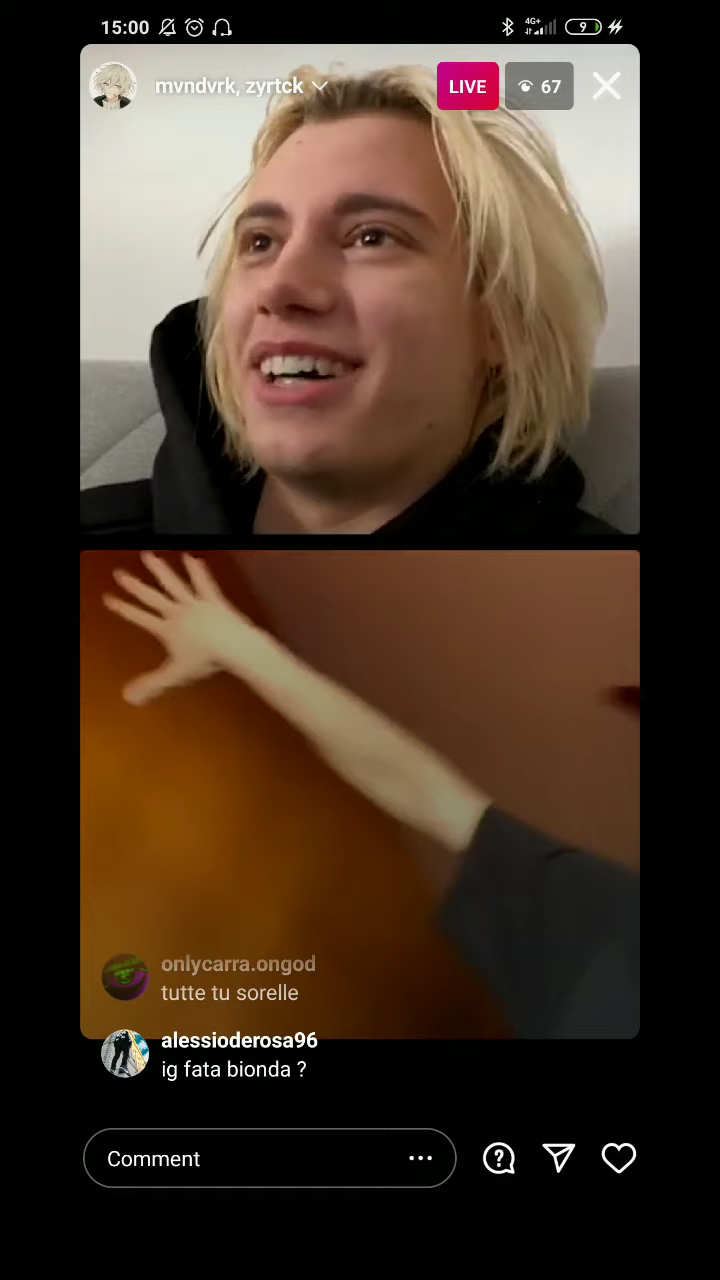 15:00
4G+
9
mvndvrk, zyrtck
LIVE
67
onlycarra.ongod
tutte tu sorelle
alessioderosa96
ig fata bionda ?
Comment